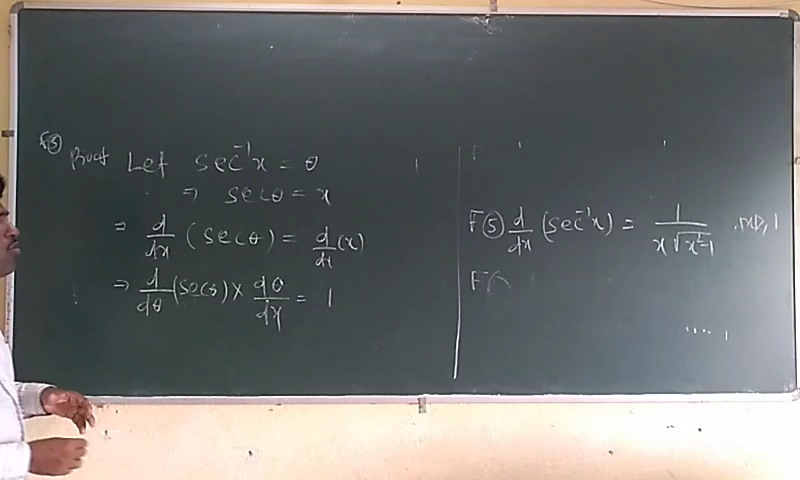 F⑤
Proof Let sec⁻¹x = θ
⇒ secθ = x
⇒ d/dx (secθ) = d/dx (x)
⇒ d/dθ (secθ) × dθ/dx = 1
F⑤ d/dx (sec⁻¹x) = 1/(x√(x²-1)) , |x|>1